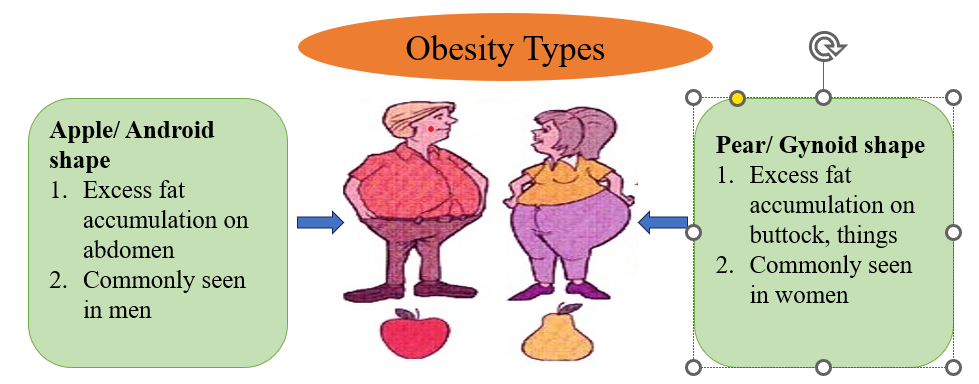 Obesity Types
Apple/ Android
shape
1. Excess fat
accumulation on
abdomen
2. Commonly seen
in men
Pear/ Gynoid shape
1. Excess fat
accumulation on
buttock, things
2. Commonly seen
in women